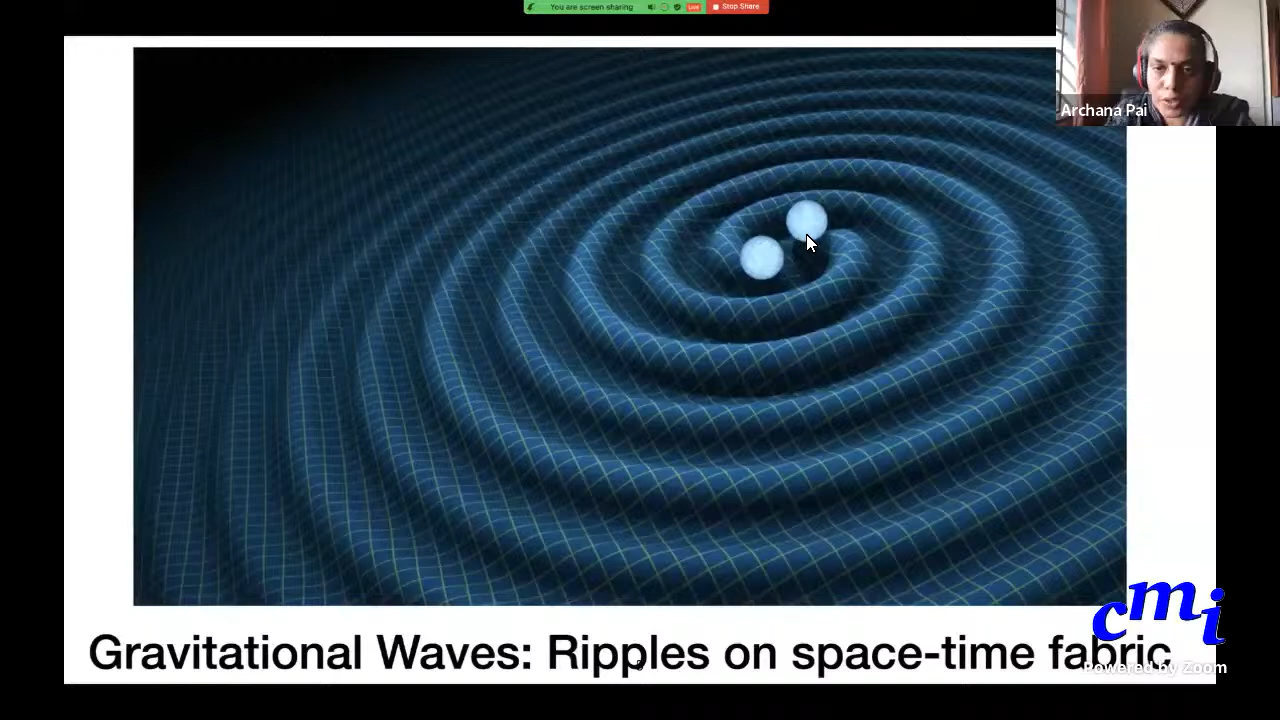 You are screen sharing
Live
Stop Share
Archana Pai
cmi
Gravitational Waves: Ripples on space-time fabric
Powered by Zoom